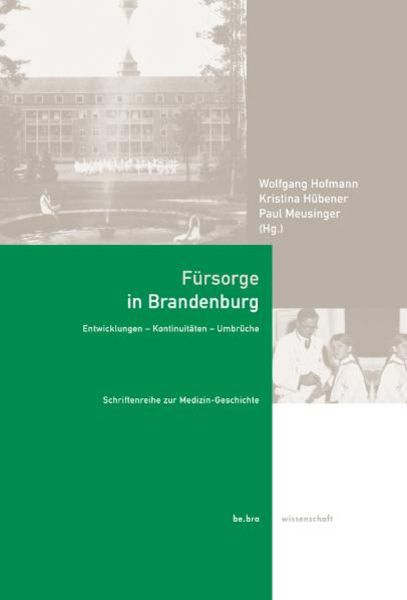 Wolfgang Hofmann
Kristina Hübener
Paul Meusinger
(Hg.)
Fürsorge
in Brandenburg
Entwicklungen – Kontinuitäten – Umbrüche
Schriftenreihe zur Medizin-Geschichte
be.bra wissenschaft